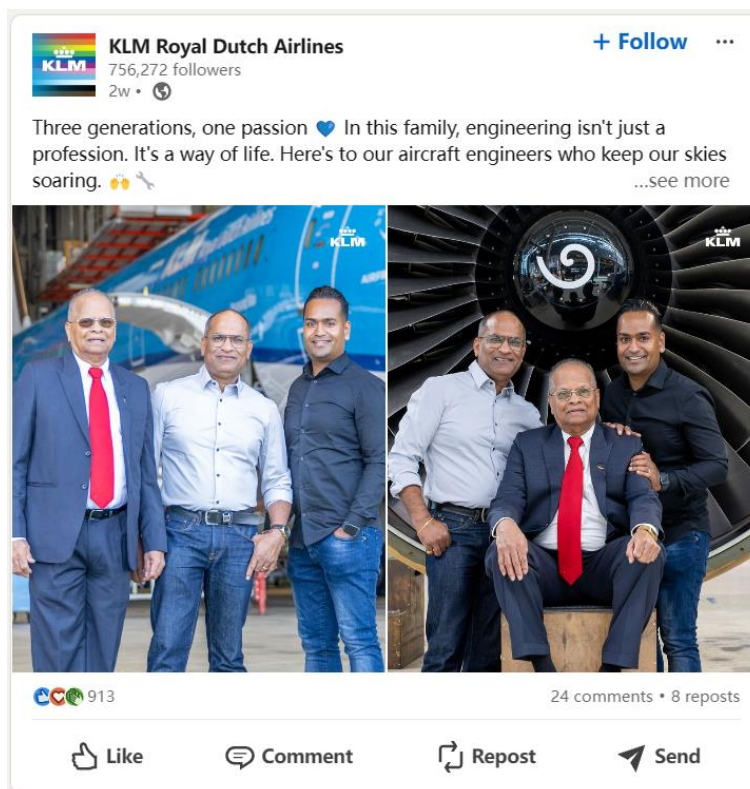 KLM
KLM Royal Dutch Airlines
+ Follow
756,272 followers
2w •
Three generations, one passion 💙 In this family, engineering isn't just a
profession. It's a way of life. Here's to our aircraft engineers who keep our skies
soaring. 🙌 🔧 ...see more
KLM
KLM
913
24 comments • 8 reposts
Like
Comment
Repost
Send